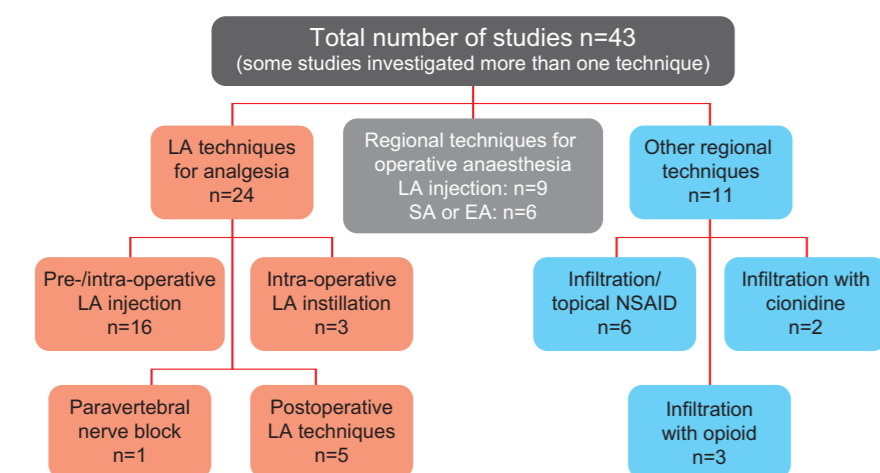 Total number of studies n=43
(some studies investigated more than one technique)
LA techniques
for analgesia
n=24
Regional techniques for
operative anaesthesia
LA injection: n=9
SA or EA: n=6
Other regional
techniques
n=11
Pre-/intra-operative
LA injection
n=16
Intra-operative
LA instillation
n=3
Infiltration/
topical NSAID
n=6
Infiltration with
cionidine
n=2
Paravertebral
nerve block
n=1
Postoperative
LA techniques
n=5
Infiltration
with opioid
n=3